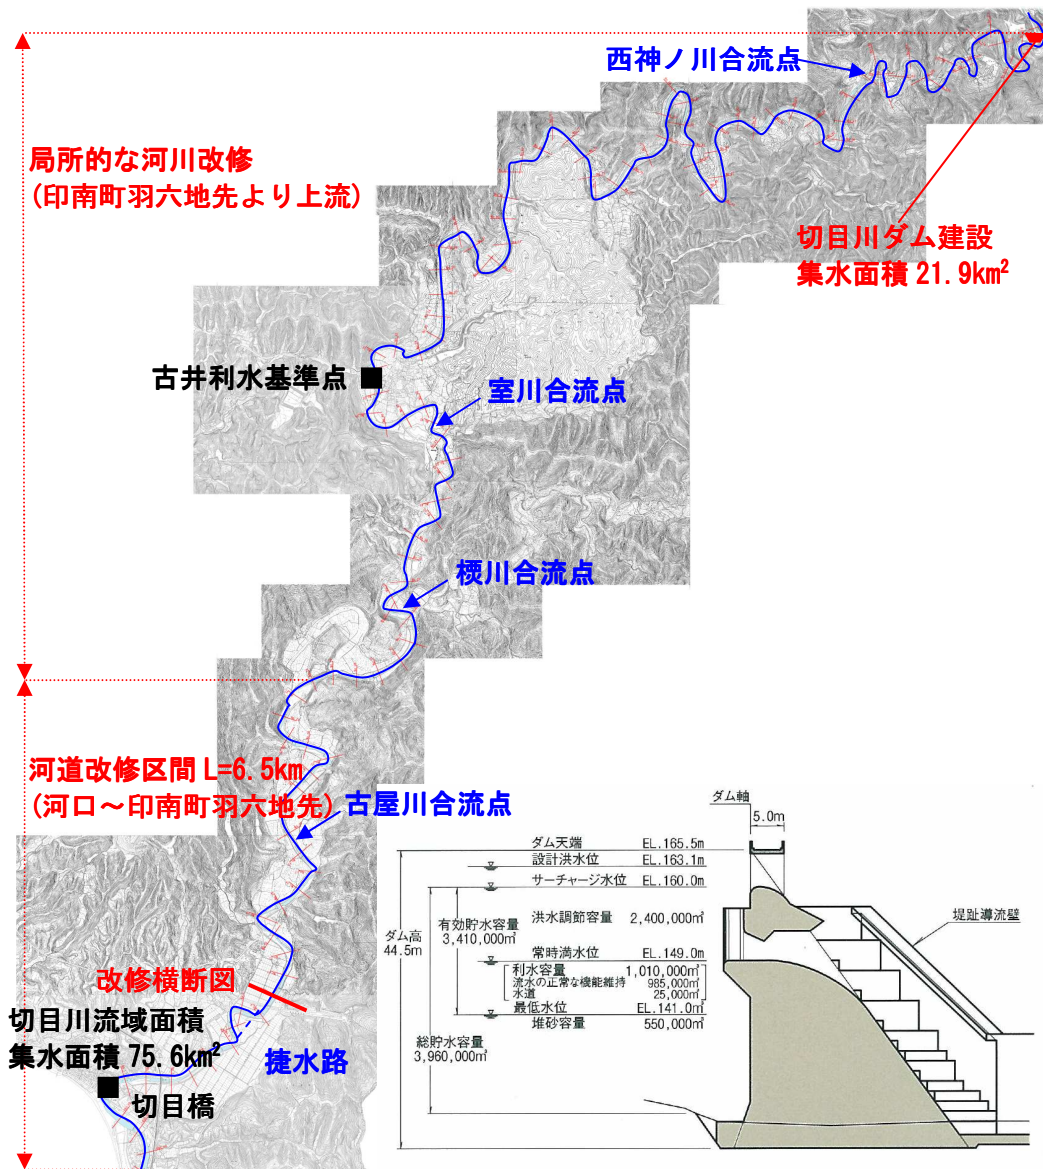 西神ノ川合流点
局所的な河川改修
(印南町羽六地先より上流)
切目川ダム建設
集水面積 21.9km²
古井利水基準点
室川合流点
樮川合流点
河道改修区間 L=6.5km
(河口～印南町羽六地先)
古屋川合流点
改修横断図
切目川流域面積
集水面積 75.6km²
捷水路
切目橋
ダム軸
5.0m
ダム天端 EL.165.5m
設計洪水位 EL.163.1m
サーチャージ水位 EL.160.0m
有効貯水容量
3,410,000㎥
洪水調節容量 2,400,000㎥
ダム高
44.5m
常時満水位 EL.149.0m
利水容量 1,010,000㎥
流水の正常な機能維持 985,000㎥
水道 25,000㎥
最低水位 EL.141.0㎥
堆砂容量 550,000㎥
総貯水容量
3,960,000㎥
堤趾導流壁